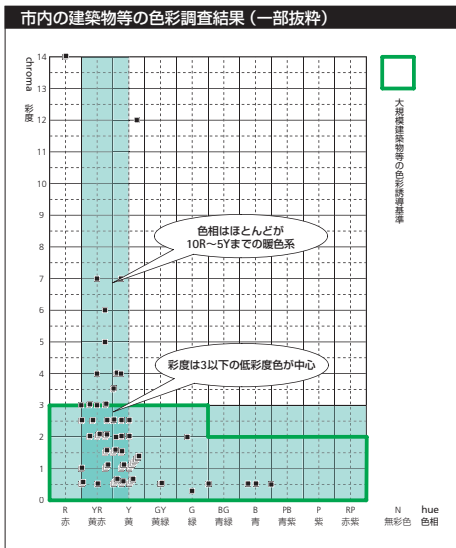 市内の建築物等の色彩調査結果（一部抜粋）
14
13
12
11
10
9
8
7
6
5
4
3
2
1
0
chroma 彩度
色相はほとんどが
10R～5Yまでの暖色系
彩度は3以下の低彩度色が中心
大規模建築物等の色彩誘導基準
R YR Y GY G BG B PB P RP N hue
赤 黄赤 黄 黄緑 緑 青緑 青 青紫 紫 赤紫 無彩色 色相